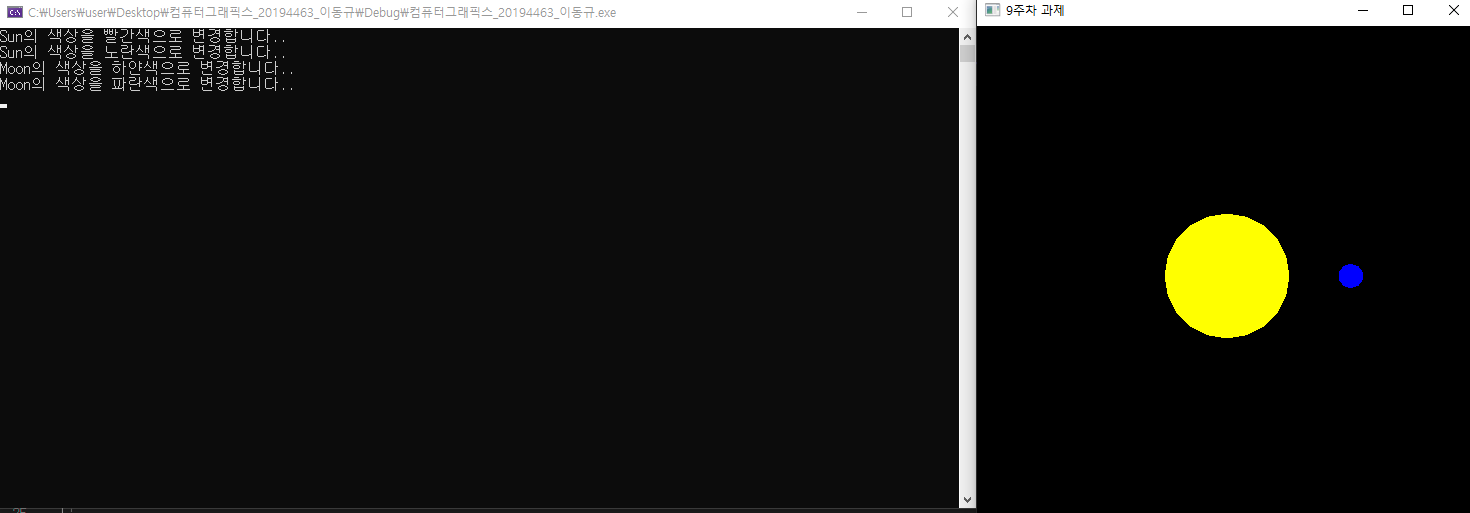 C:\Users\user\Desktop\컴퓨터그래픽스_20194463_이동규\Debug\컴퓨터그래픽스_20194463_이동규.exe
9주차 과제
Sun의 색상을 빨간색으로 변경합니다..
Sun의 색상을 노란색으로 변경합니다..
Moon의 색상을 하얀색으로 변경합니다..
Moon의 색상을 파란색으로 변경합니다..